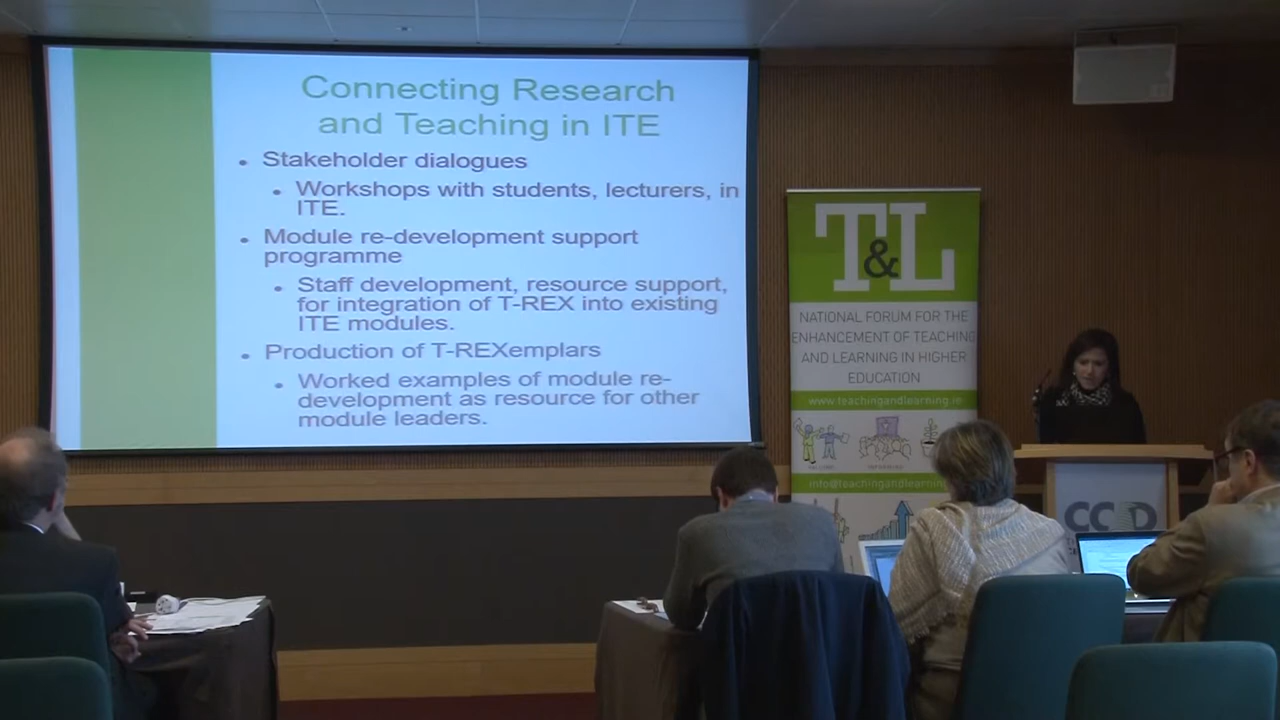 Connecting Research
and Teaching in ITE
• Stakeholder dialogues
• Workshops with students, lecturers, in
ITE.
• Module re-development support
programme
• Staff development, resource support,
for integration of T-REX into existing
ITE modules.
• Production of T-REXemplars
• Worked examples of module re-
development as resource for other
module leaders.
T&L
NATIONAL FORUM FOR THE
ENHANCEMENT OF TEACHING
AND LEARNING IN HIGHER
EDUCATION
www.teachingandlearning.ie
info@teachingandlearning
CCD